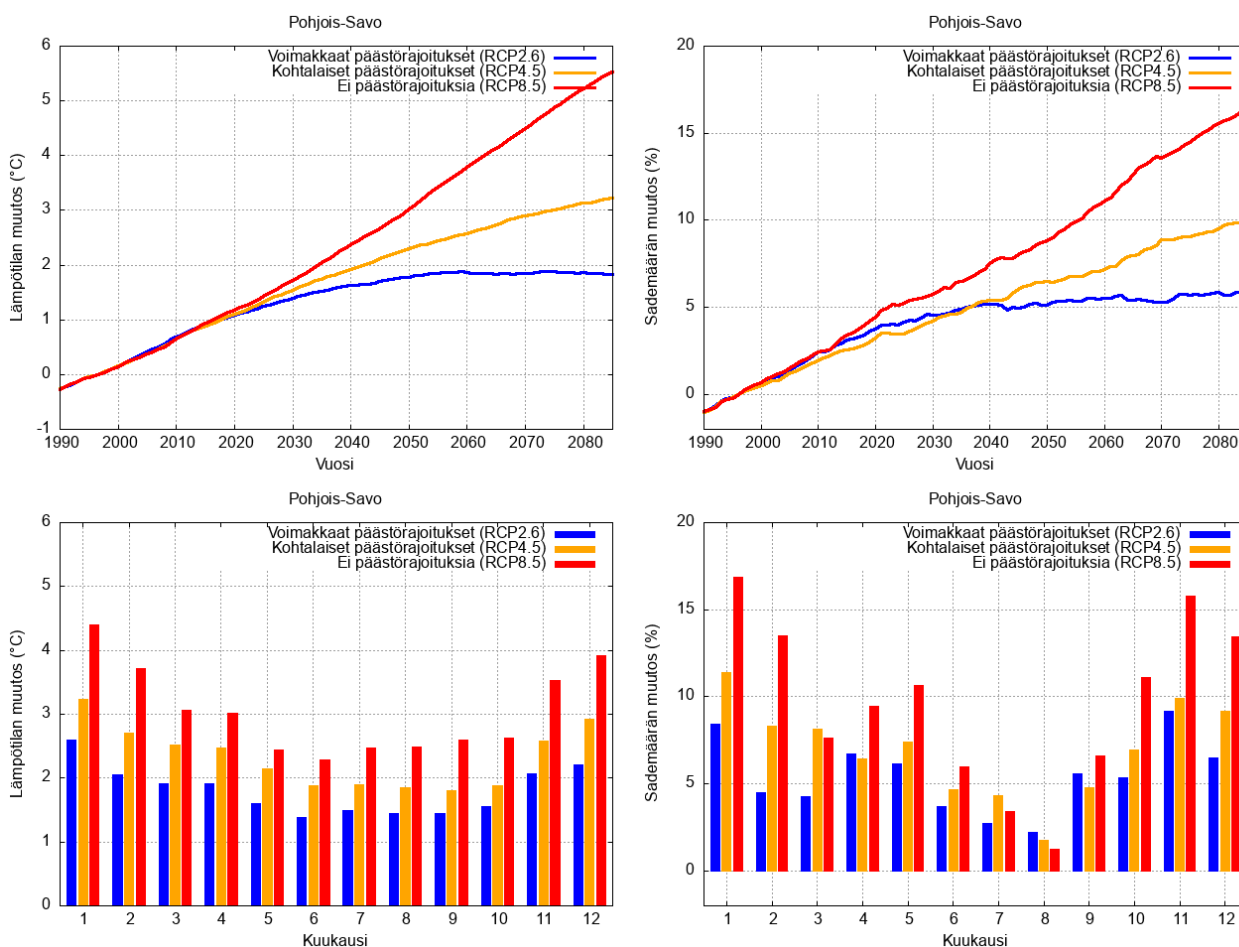 Pohjois-Savo
6
5
4
3
2
1
0
-1
Lämpötilan muutos (°C)
Voimakkaat päästörajoitukset (RCP2.6)
Kohtalaiset päästörajoitukset (RCP4.5)
Ei päästörajoituksia (RCP8.5)
1990 2000 2010 2020 2030 2040 2050 2060 2070 2080
Vuosi
Pohjois-Savo
20
15
10
5
0
Sademäärän muutos (%)
Voimakkaat päästörajoitukset (RCP2.6)
Kohtalaiset päästörajoitukset (RCP4.5)
Ei päästörajoituksia (RCP8.5)
1990 2000 2010 2020 2030 2040 2050 2060 2070 2080
Vuosi
Pohjois-Savo
6
5
4
3
2
1
0
Lämpötilan muutos (°C)
Voimakkaat päästörajoitukset (RCP2.6)
Kohtalaiset päästörajoitukset (RCP4.5)
Ei päästörajoituksia (RCP8.5)
1 2 3 4 5 6 7 8 9 10 11 12
Kuukausi
Pohjois-Savo
20
15
10
5
0
Sademäärän muutos (%)
Voimakkaat päästörajoitukset (RCP2.6)
Kohtalaiset päästörajoitukset (RCP4.5)
Ei päästörajoituksia (RCP8.5)
1 2 3 4 5 6 7 8 9 10 11 12
Kuukausi